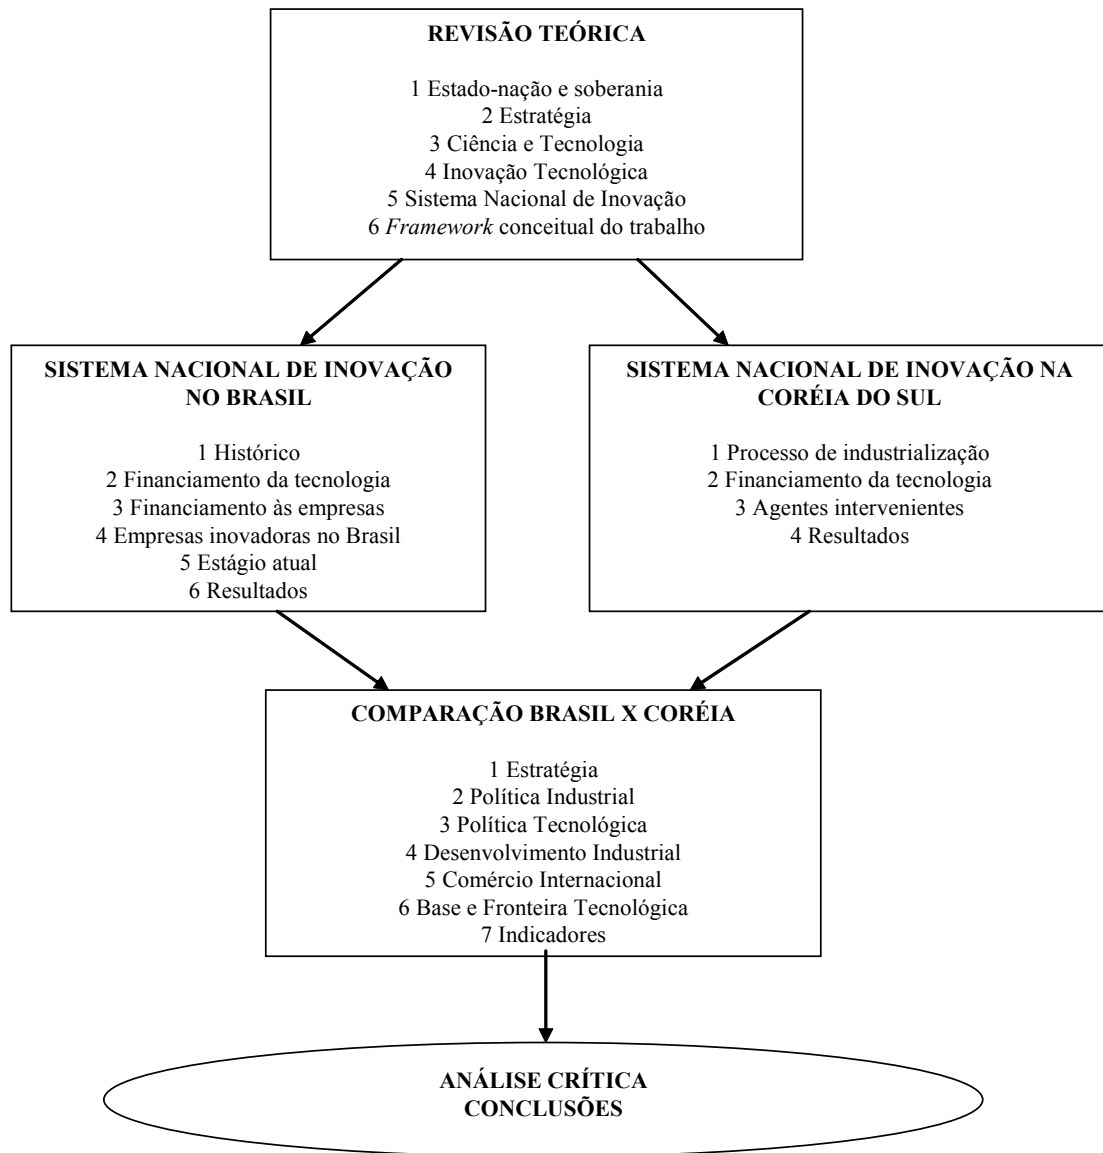 REVISÃO TEÓRICA
1 Estado-nação e soberania
2 Estratégia
3 Ciência e Tecnologia
4 Inovação Tecnológica
5 Sistema Nacional de Inovação
6 Framework conceitual do trabalho
SISTEMA NACIONAL DE INOVAÇÃO
NO BRASIL
1 Histórico
2 Financiamento da tecnologia
3 Financiamento às empresas
4 Empresas inovadoras no Brasil
5 Estágio atual
6 Resultados
SISTEMA NACIONAL DE INOVAÇÃO NA
CORÉIA DO SUL
1 Processo de industrialização
2 Financiamento da tecnologia
3 Agentes intervenientes
4 Resultados
COMPARAÇÃO BRASIL X CORÉIA
1 Estratégia
2 Política Industrial
3 Política Tecnológica
4 Desenvolvimento Industrial
5 Comércio Internacional
6 Base e Fronteira Tecnológica
7 Indicadores
ANÁLISE CRÍTICA
CONCLUSÕES